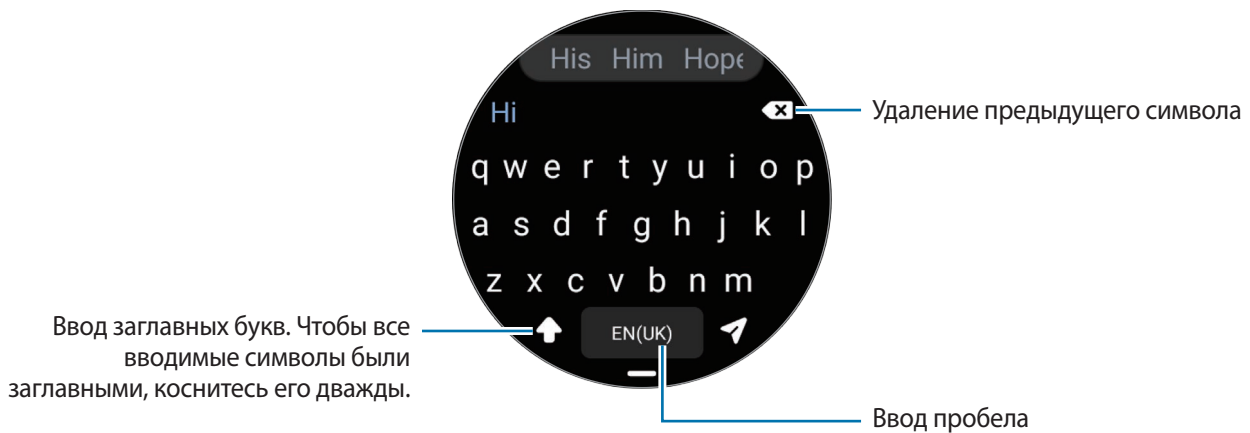 His Him Hope
Hi
Удаление предыдущего символа
q w e r t y u i o p
a s d f g h j k l
z x c v b n m
Ввод заглавных букв. Чтобы все
вводимые символы были
заглавными, коснитесь его дважды.
EN(UK)
Ввод пробела